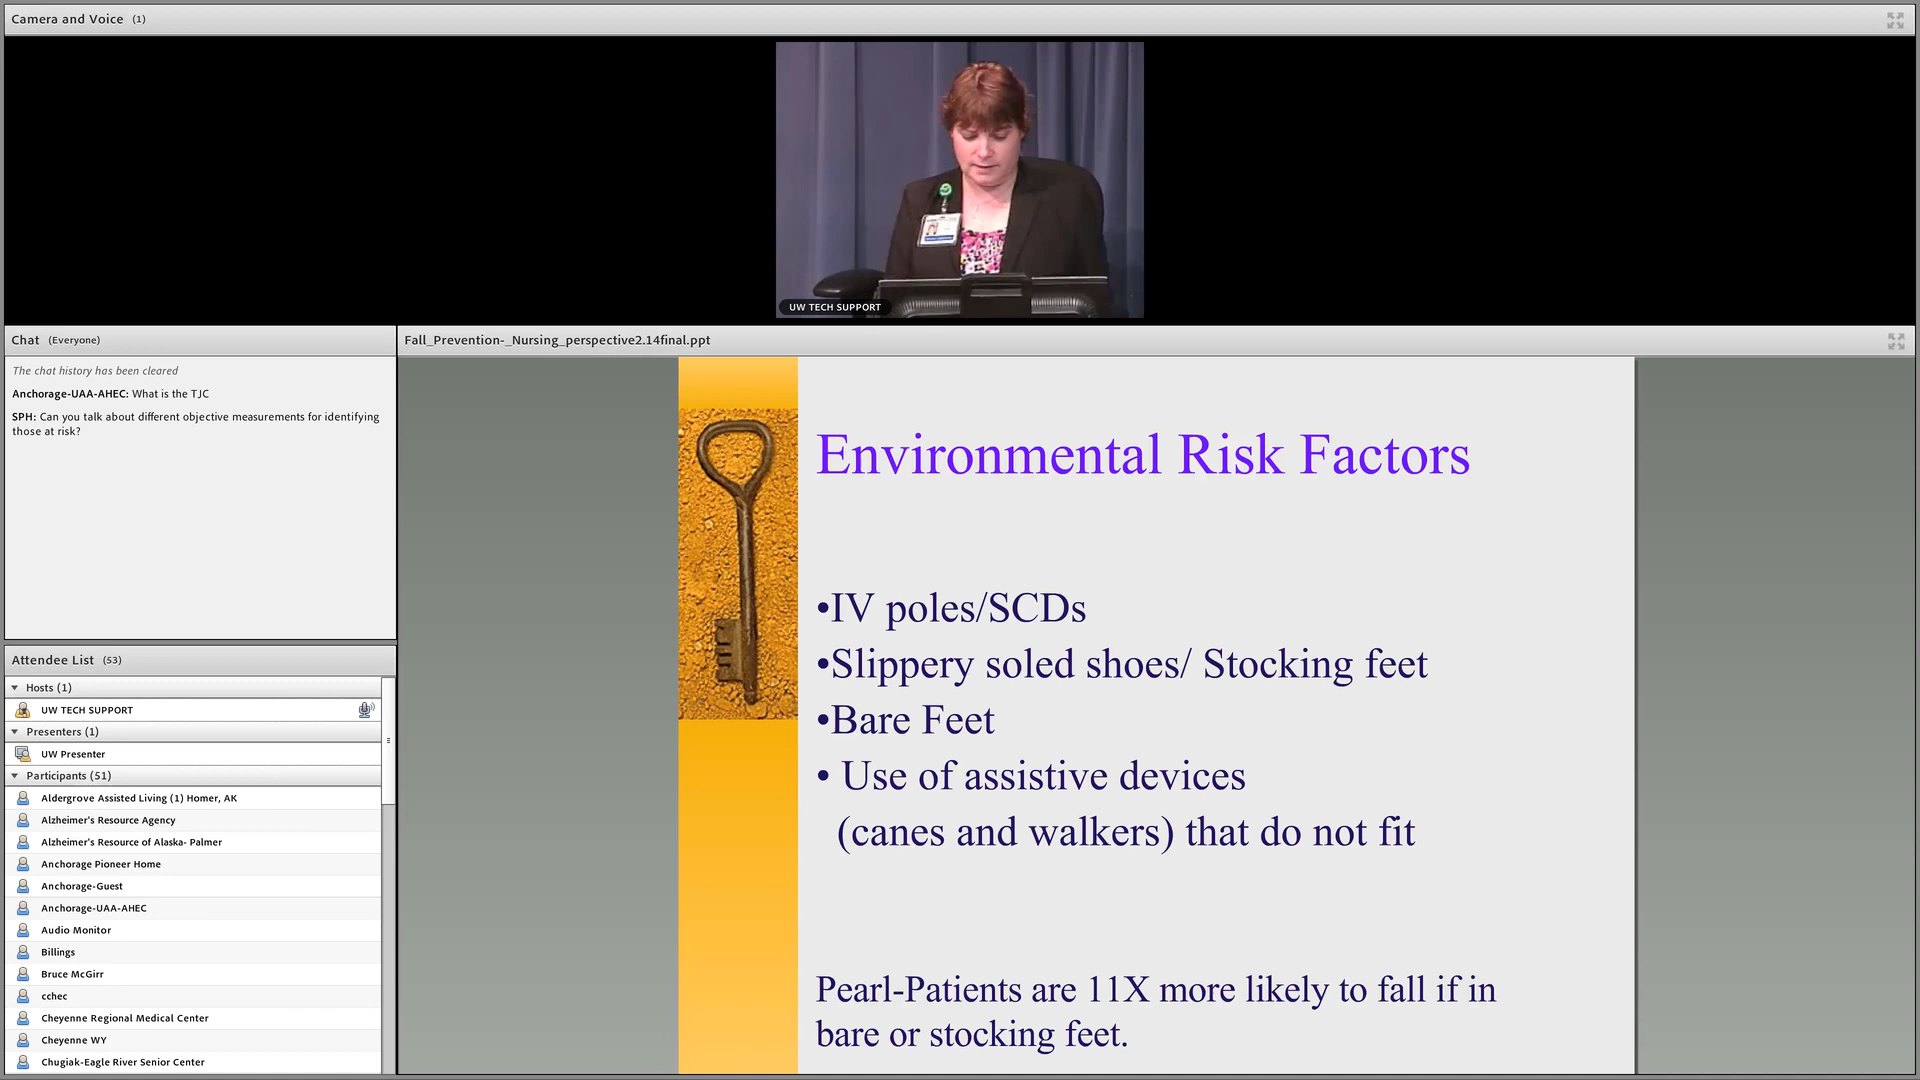 Camera and Voice (1)
UW TECH SUPPORT
Chat (Everyone)
The chat history has been cleared
Anchorage-UAA-AHEC: What is the TJC
SPH: Can you talk about different objective measurements for identifying
those at risk?
Attendee List (53)
Hosts (1)
UW TECH SUPPORT
Presenters (1)
UW Presenter
Participants (51)
Aldergrove Assisted Living (1) Homer, AK
Alzheimer's Resource Agency
Alzheimer's Resource of Alaska- Palmer
Anchorage Pioneer Home
Anchorage-Guest
Anchorage-UAA-AHEC
Audio Monitor
Billings
Bruce McGirr
cchec
Cheyenne Regional Medical Center
Cheyenne WY
Chugiak-Eagle River Senior Center
Fall_Prevention-_Nursing_perspective2.14final.ppt
Environmental Risk Factors
•IV poles/SCDs
•Slippery soled shoes/ Stocking feet
•Bare Feet
• Use of assistive devices
(canes and walkers) that do not fit
Pearl-Patients are 11X more likely to fall if in
bare or stocking feet.